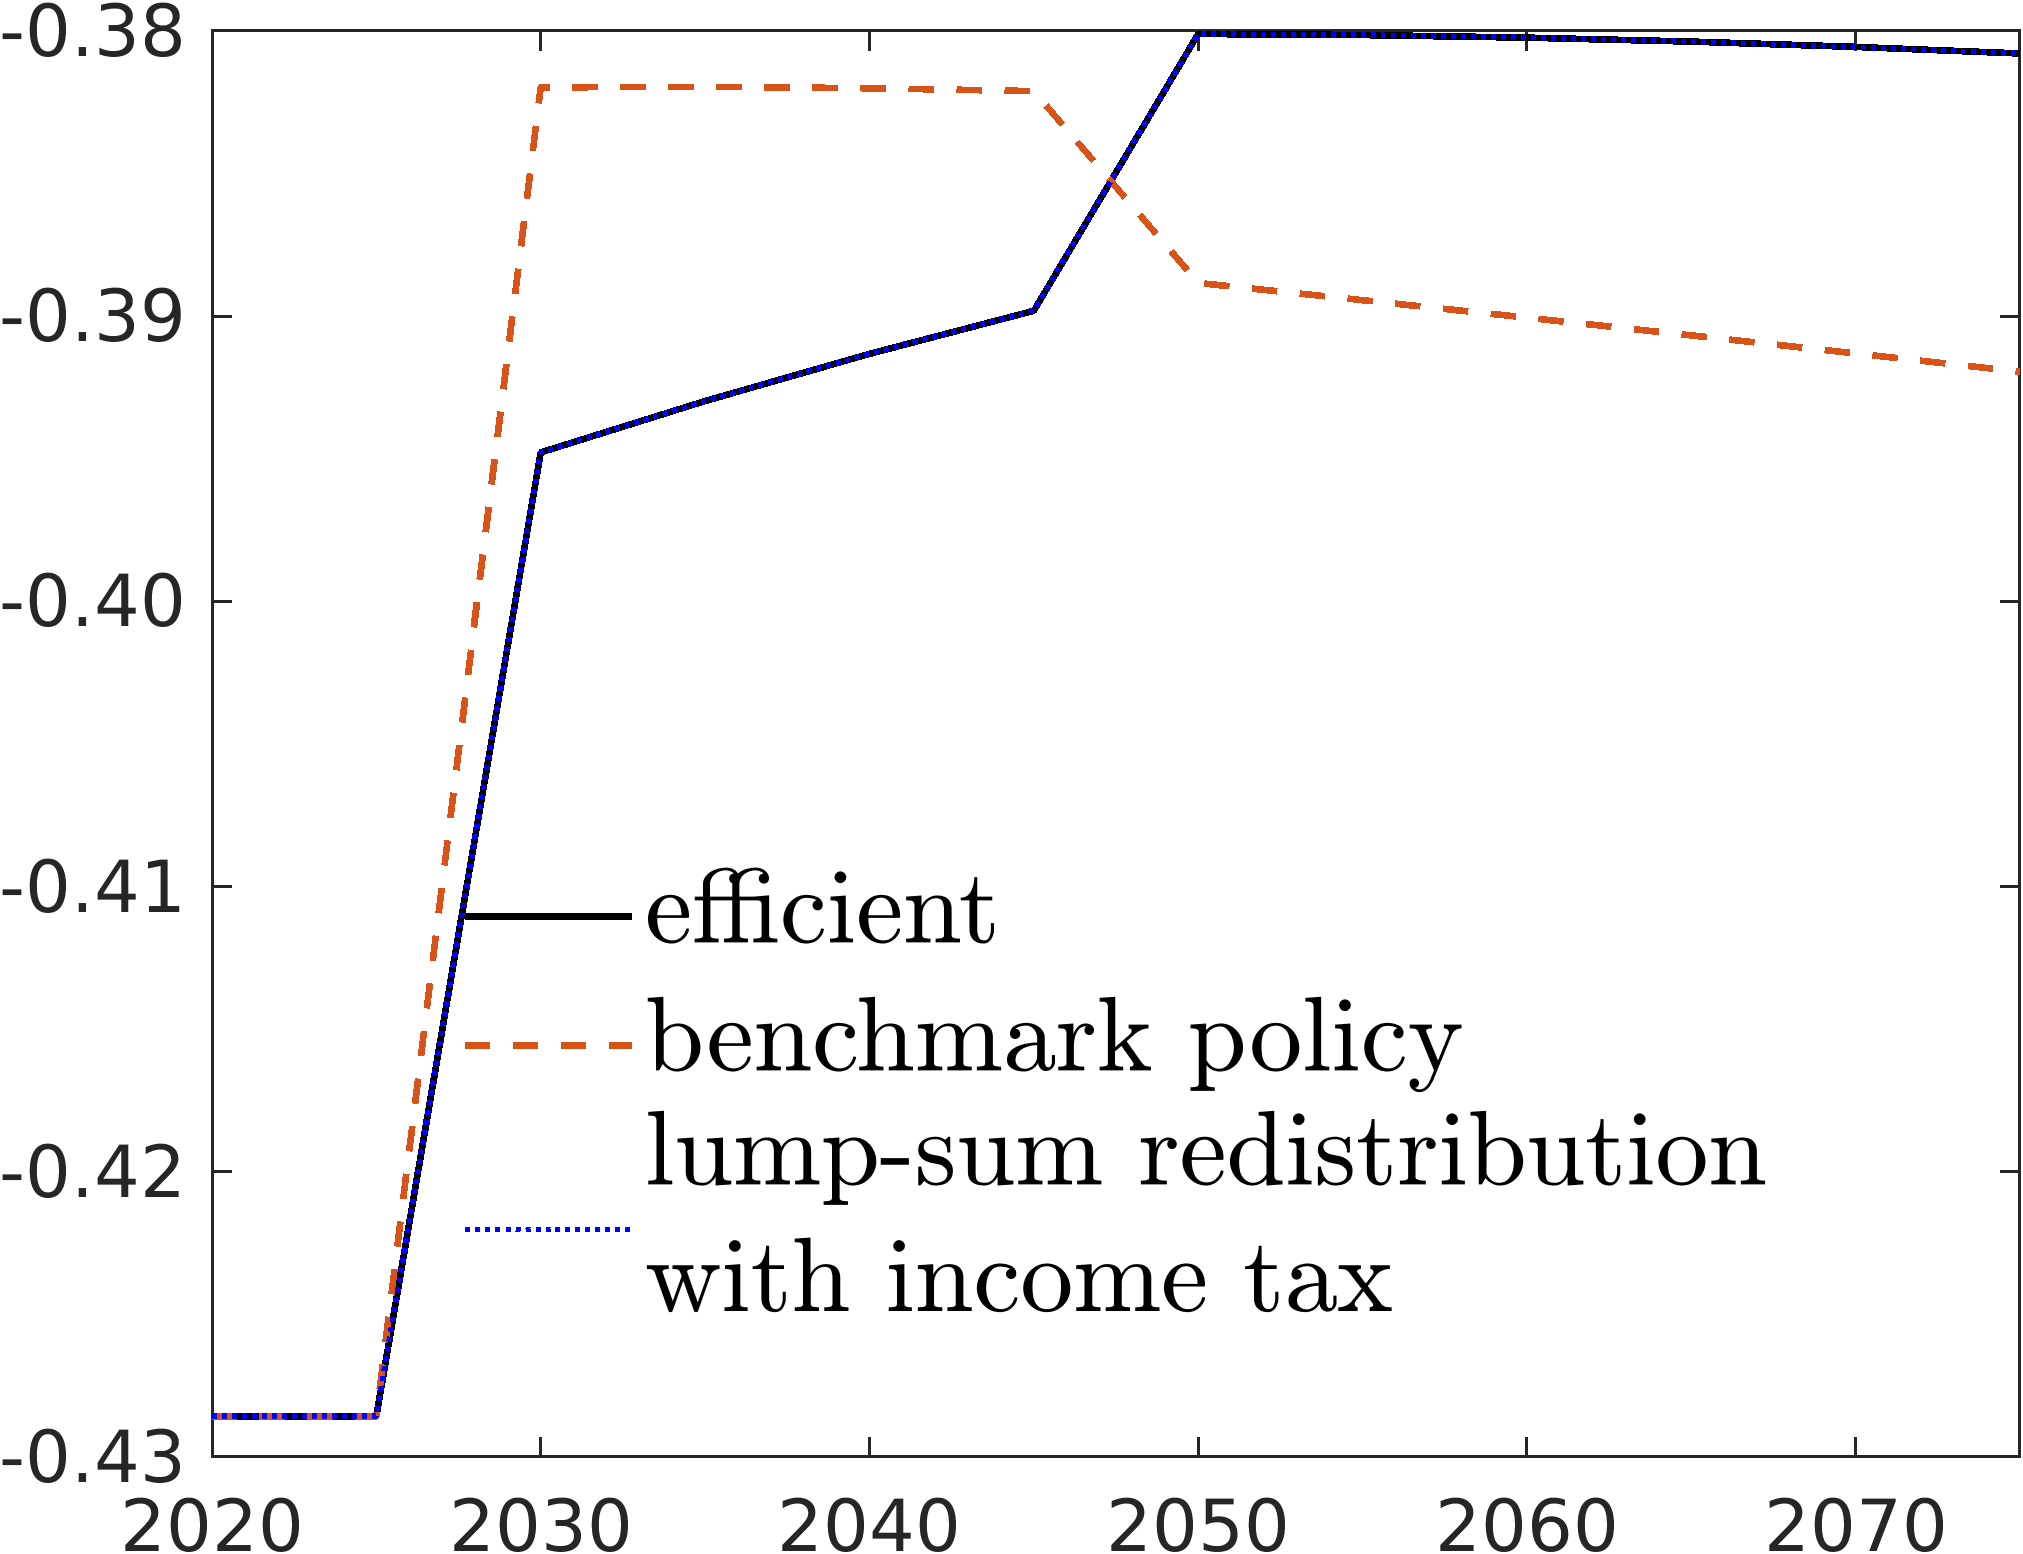 -0.38
-0.39
-0.40
-0.41
-0.42
-0.43
efficient
benchmark policy
lump-sum redistribution
with income tax
2020 2030 2040 2050 2060 2070